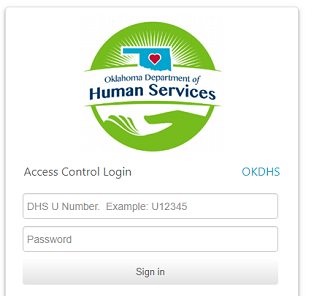 Oklahoma Department of
Human Services
Access Control Login OKDHS
DHS U Number. Example: U12345
Password
Sign in